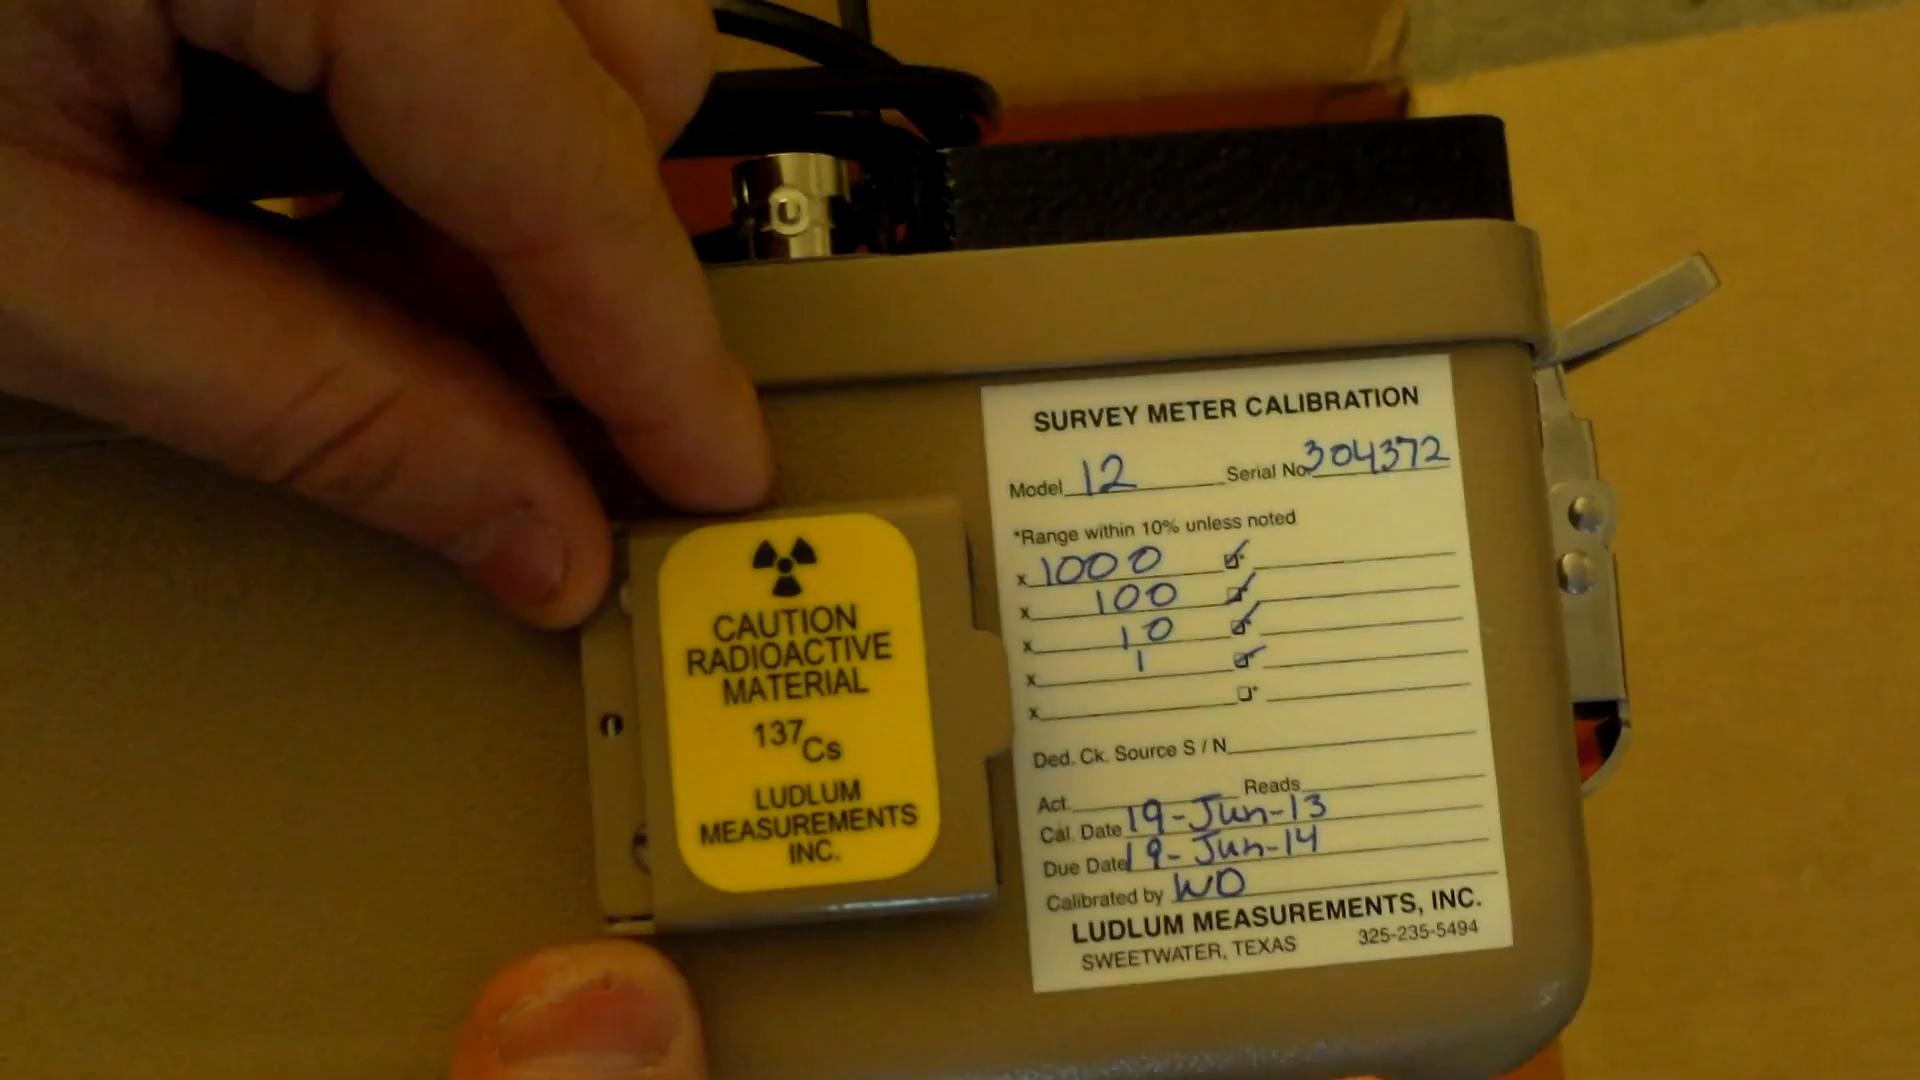 U
CAUTION
RADIOACTIVE
MATERIAL
137Cs
LUDLUM
MEASUREMENTS
INC.
SURVEY METER CALIBRATION
Model 12 Serial No. 304372
*Range within 10% unless noted
x 1000
x 100
x 10
x 1
x
Ded. Ck. Source S / N
Act. Reads
Cal. Date 19-Jun-13
Due Date 19-Jun-14
Calibrated by WO
LUDLUM MEASUREMENTS, INC.
SWEETWATER, TEXAS 325-235-5494